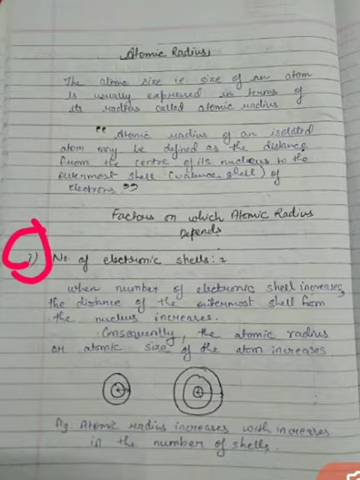 Atomic Radius
The atomic size i.e. size of an atom
is usually expressed in terms of
its radius called atomic radius
" Atomic radius of an isolated
atom may be defined as the distance
from the centre of its nucleus to the
outermost shell (valence shell) of
electrons "
Factors on which Atomic Radius
Depends
i) No. of electronic shells:-
when number of electronic shell increases,
the distance of the outermost shell from
the nucleus increases.
Consequently, the atomic radius
or atomic size of the atom increases
Fig. Atomic radius increases with increases
in the number of shells.